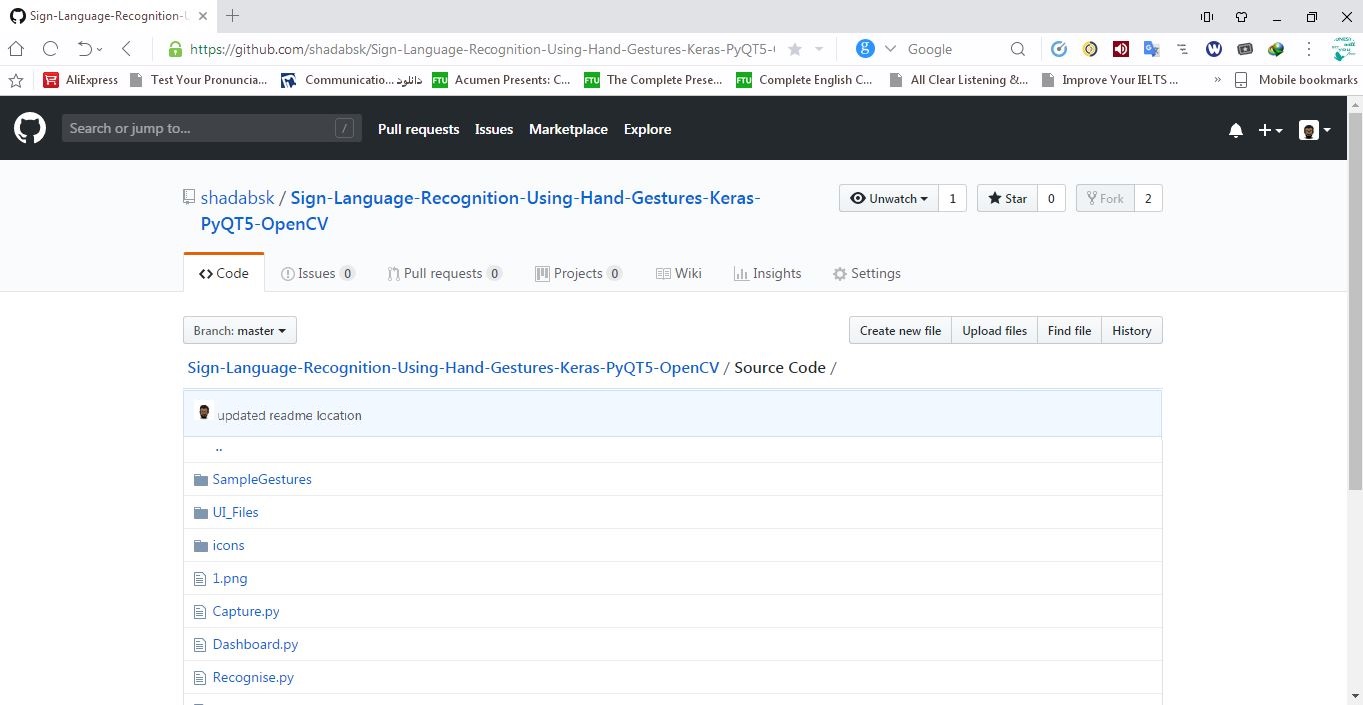 Sign-Language-Recognition-U
https://github.com/shadabsk/Sign-Language-Recognition-Using-Hand-Gestures-Keras-PyQT5-
g Google
AliExpress Test Your Pronuncia... Communicatio... دانلود FTU Acumen Presents: C... FTU The Complete Prese... FTU Complete English C... All Clear Listening &... Improve Your IELTS ... » Mobile bookmarks
Search or jump to... / Pull requests Issues Marketplace Explore
shadabsk / Sign-Language-Recognition-Using-Hand-Gestures-Keras-
PyQT5-OpenCV
Unwatch 1 Star 0 Fork 2
Code Issues 0 Pull requests 0 Projects 0 Wiki Insights Settings
Branch: master Create new file Upload files Find file History
Sign-Language-Recognition-Using-Hand-Gestures-Keras-PyQT5-OpenCV / Source Code /
updated readme location
..
SampleGestures
UI_Files
icons
1.png
Capture.py
Dashboard.py
Recognise.py